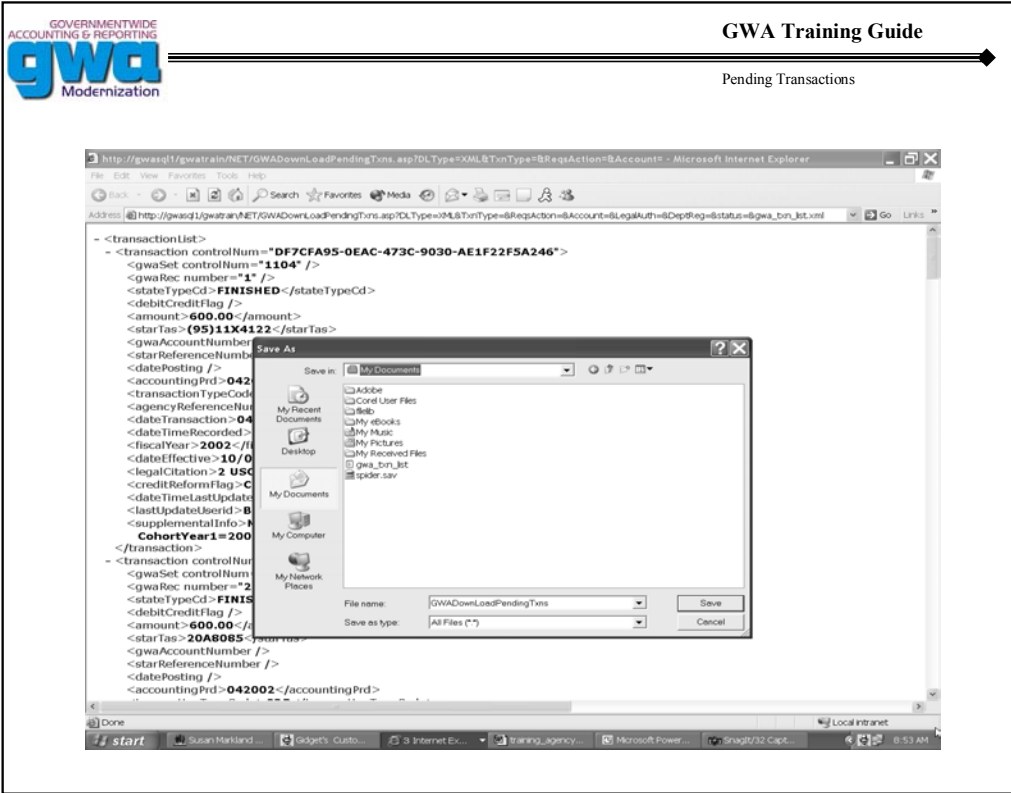 GOVERNMENTWIDE
ACCOUNTING & REPORTING
gwa
Modernization
GWA Training Guide
Pending Transactions
http://gwasql1/gwatrain/NET/GWADownLoadPendingTxns.asp?DLType=XML&TxnType=&ReqsAction=&Account= - Microsoft Internet Explorer
File Edit View Favorites Tools Help
Back Search Favorites Media
Address http://gwasql1/gwatrain/NET/GWADownLoadPendingTxns.asp?DLType=XML&TxnType=&ReqsAction=&Account=&LegalAuth=&DeptReg=&status=&gwa_txn_list.xml Go Links »
- <transactionList>
- <transaction controlNum="DF7CFA95-0EAC-473C-9030-AE1F22F5A246">
<gwaSet controlNum="1104" />
<gwaRec number="1" />
<stateTypeCd>FINISHED</stateTypeCd>
<debitCreditFlag />
<amount>600.00</amount>
<starTas>(95)11X4122</starTas>
<gwaAccountNumber
<starReferenceNumbe
<datePosting />
<accountingPrd>042
<transactionTypeCode
<agencyReferenceNu
<dateTransaction>04
<dateTimeRecorded>
<fiscalYear>2002</fi
<dateEffective>10/0
<legalCitation>2 USC
<creditReformFlag>C
<dateTimeLastUpdate
<lastUpdateUserid>B
<supplementalInfo>
CohortYear1=200
</transaction>
- <transaction controlNur
<gwaSet controlNum
<gwaRec number="2
<stateTypeCd>FINIS
<debitCreditFlag />
<amount>600.00</a
<starTas>20A8085</starTas>
<gwaAccountNumber />
<starReferenceNumber />
<datePosting />
<accountingPrd>042002</accountingPrd>
Save As
Save in: My Documents
My Recent Documents
Desktop
My Documents
My Computer
My Network Places
Adobe
Corel User Files
filelib
My eBooks
My Music
My Pictures
My Received Files
gwa_txn_list
spider.sav
File name: GWADownLoadPendingTxns Save
Save as type: All Files (*.*) Cancel
Done Local intranet
start Susan Markland ... Gidget's Custo... 3 Internet Ex... training_agency... Microsoft Power... SnagIt/32 Capt... 8:53 AM